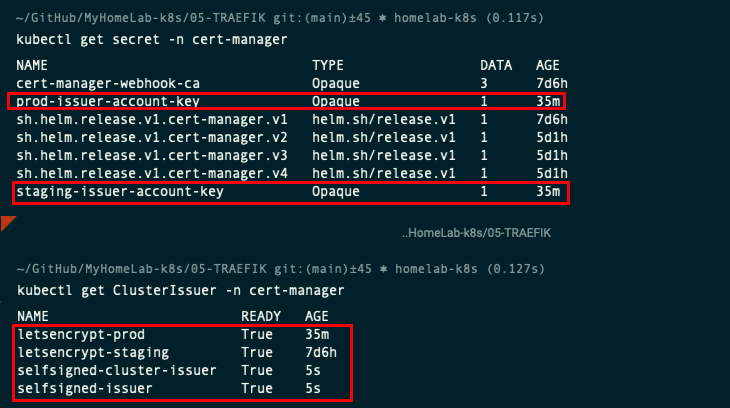 ~/GitHub/MyHomeLab-k8s/05-TRAEFIK git:(main)±45 ⎈ homelab-k8s (0.117s)
kubectl get secret -n cert-manager
NAME TYPE DATA AGE
cert-manager-webhook-ca Opaque 3 7d6h
prod-issuer-account-key Opaque 1 35m
sh.helm.release.v1.cert-manager.v1 helm.sh/release.v1 1 7d6h
sh.helm.release.v1.cert-manager.v2 helm.sh/release.v1 1 5d1h
sh.helm.release.v1.cert-manager.v3 helm.sh/release.v1 1 5d1h
sh.helm.release.v1.cert-manager.v4 helm.sh/release.v1 1 5d1h
staging-issuer-account-key Opaque 1 35m
..HomeLab-k8s/05-TRAEFIK
~/GitHub/MyHomeLab-k8s/05-TRAEFIK git:(main)±45 ⎈ homelab-k8s (0.127s)
kubectl get ClusterIssuer -n cert-manager
NAME READY AGE
letsencrypt-prod True 35m
letsencrypt-staging True 7d6h
selfsigned-cluster-issuer True 5s
selfsigned-issuer True 5s